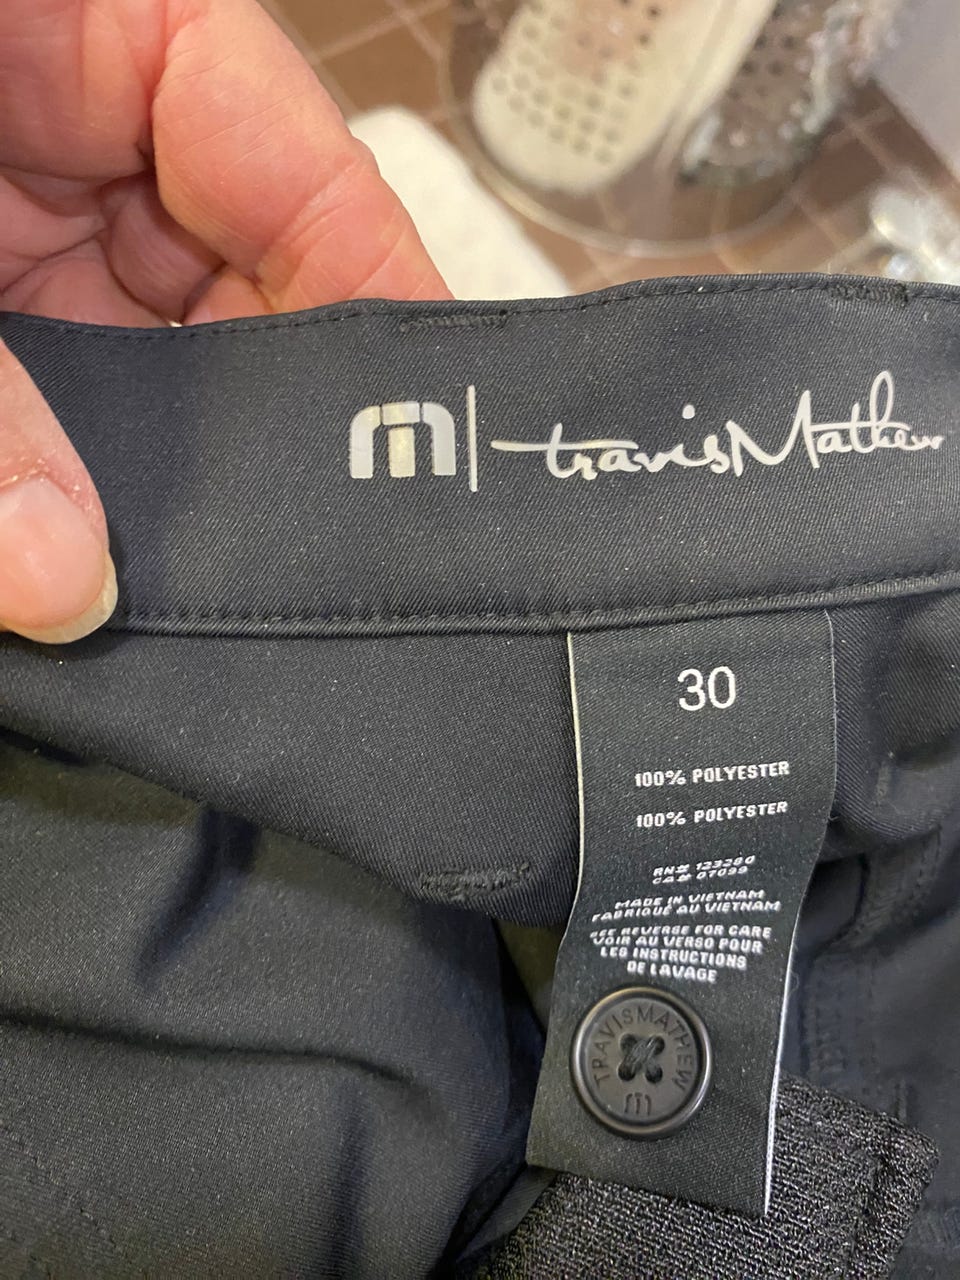 m | travisMathew
30
100% POLYESTER
100% POLYESTER
RN# 123280
CA# 07099
MADE IN VIETNAM
FABRIQUÉ AU VIETNAM
SEE REVERSE FOR CARE
VOIR AU VERSO POUR
LES INSTRUCTIONS
DE LAVAGE
TRAVISMATHEW
m